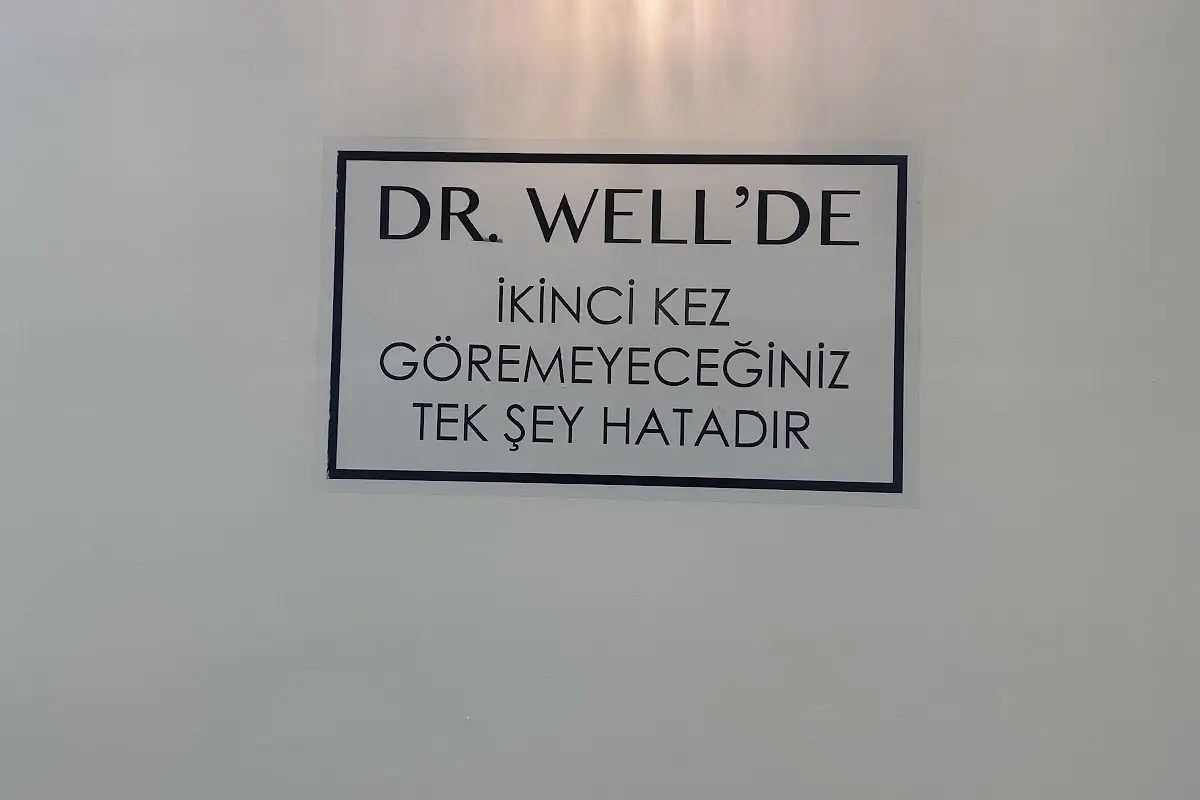 DR. WELL'DE
İKİNCİ KEZ
GÖREMEYECEĞİNİZ
TEK ŞEY HATADIR